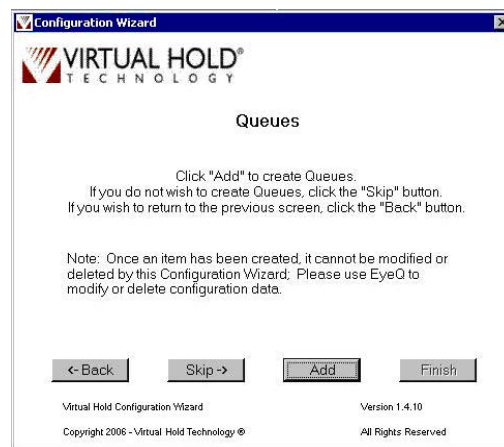 Configuration Wizard
VIRTUAL HOLD®
TECHNOLOGY
Queues
Click "Add" to create Queues.
If you do not wish to create Queues, click the "Skip" button.
If you wish to return to the previous screen, click the "Back" button.
Note: Once an item has been created, it cannot be modified or
deleted by this Configuration Wizard; Please use EyeQ to
modify or delete configuration data.
<- Back Skip -> Add Finish
Virtual Hold Configuration Wizard Version 1.4.10
Copyright 2006 - Virtual Hold Technology ® All Rights Reserved